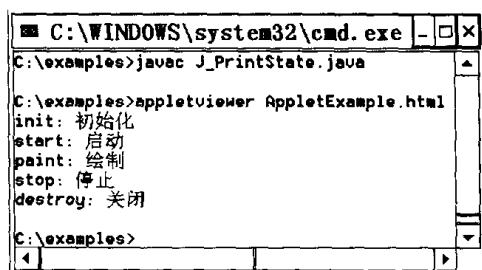 C:\WINDOWS\system32\cmd.exe
C:\examples>javac J_PrintState.java
C:\examples>appletviewer AppletExample.html
init: 初始化
start: 启动
paint: 绘制
stop: 停止
destroy: 关闭
C:\examples>